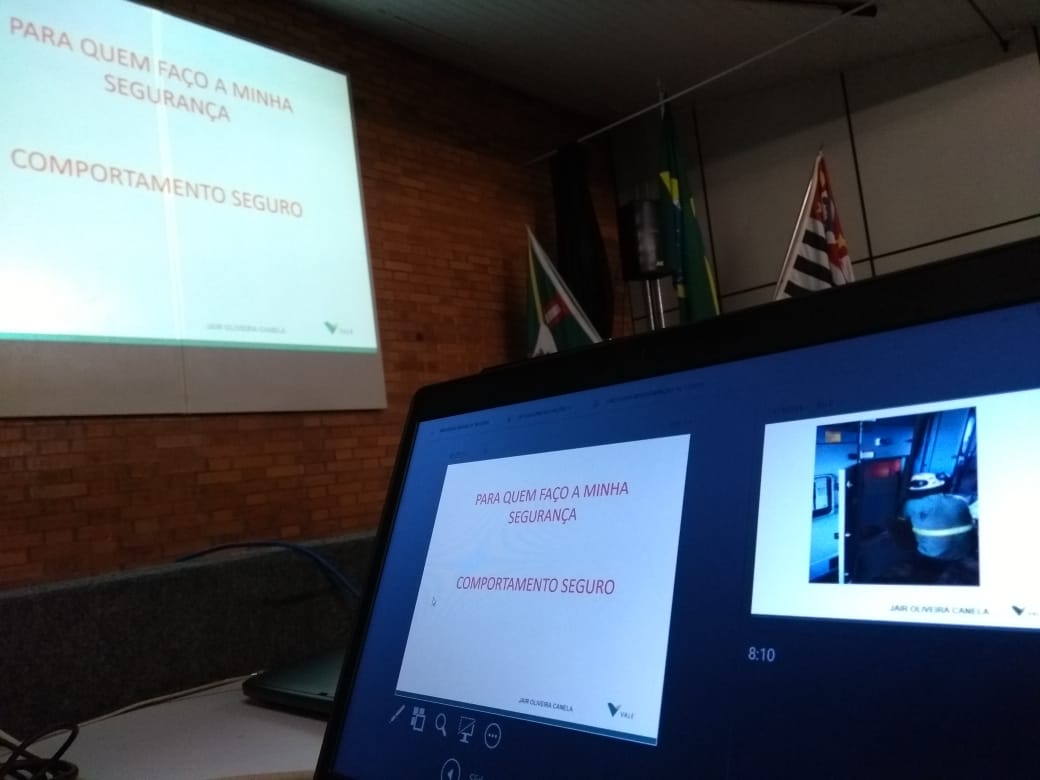 PARA QUEM FAÇO A MINHA
SEGURANÇA
COMPORTAMENTO SEGURO
JAIR OLIVEIRA CANELA
VALE
PARA QUEM FAÇO A MINHA
SEGURANÇA
COMPORTAMENTO SEGURO
JAIR OLIVEIRA CANELA
VALE
JAIR OLIVEIRA CANELA
8:10